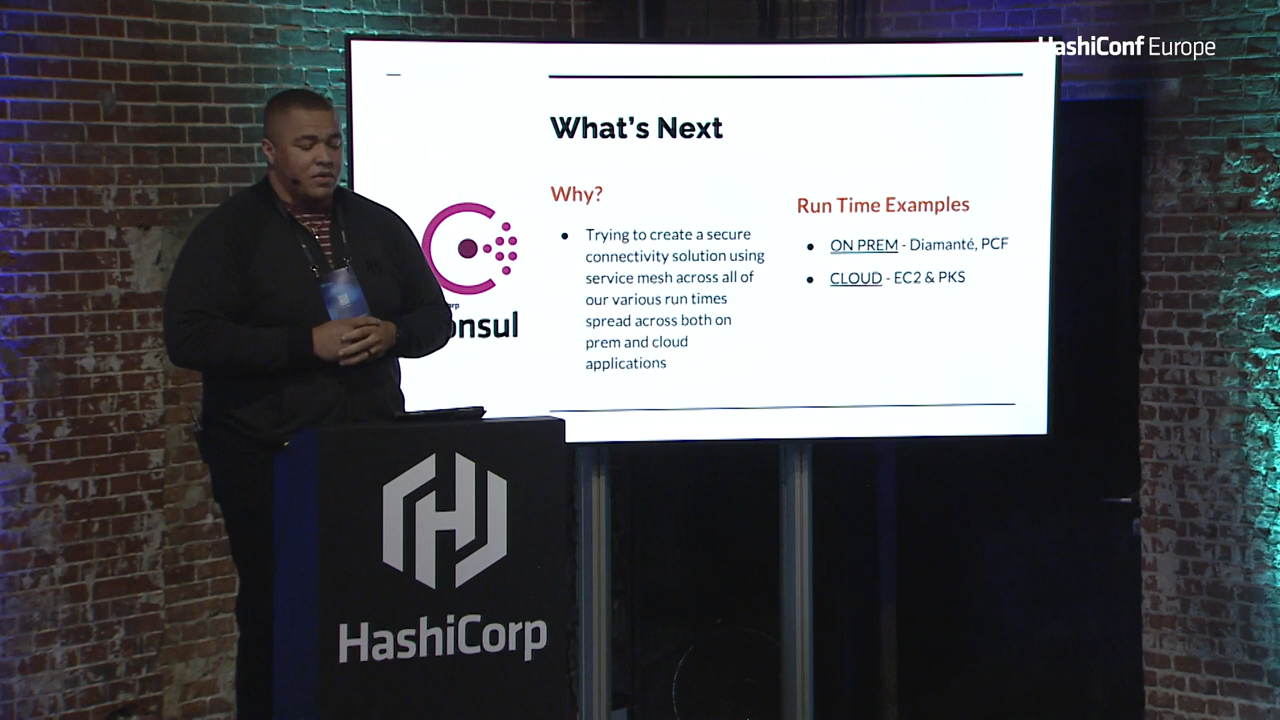 HashiConf Europe
What's Next
Why?
● Trying to create a secure
connectivity solution using
service mesh across all of
our various run times
spread across both on
prem and cloud
applications
Run Time Examples
● ON PREM - Diamanté, PCF
● CLOUD - EC2 & PKS
orp
onsul
HashiCorp